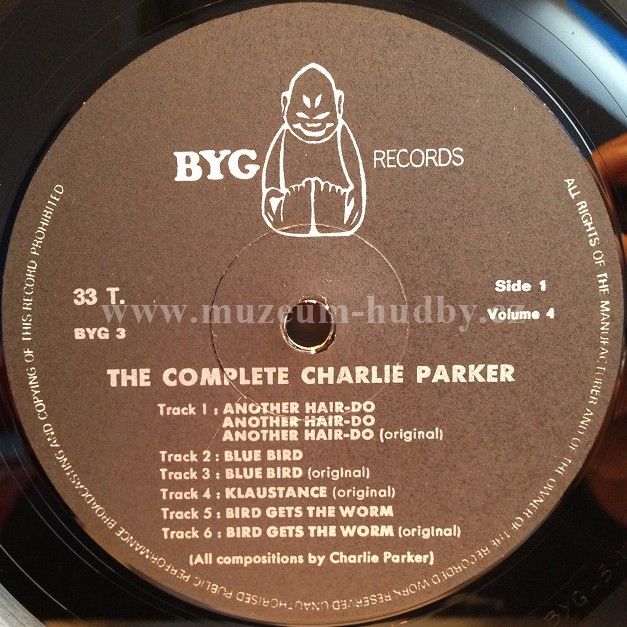 BYG RECORDS
33 T.
BYG 3
Side 1
Volume 4
www.muzeum-hudby.cz
THE COMPLETE CHARLIE PARKER
Track 1 : ANOTHER HAIR-DO
ANOTHER HAIR-DO
ANOTHER HAIR-DO (original)
Track 2 : BLUE BIRD
Track 3 : BLUE BIRD (original)
Track 4 : KLAUSTANCE (original)
Track 5 : BIRD GETS THE WORM
Track 6 : BIRD GETS THE WORM (original)
(All compositions by Charlie Parker)
ALL RIGHTS OF THE MANUFACTURER AND OF THE OWNER OF THE RECORDED WORK RESERVED UNAUTHORISED PUBLIC PERFORMANCE BROADCASTING AND COPYING OF THIS RECORD PROHIBITED